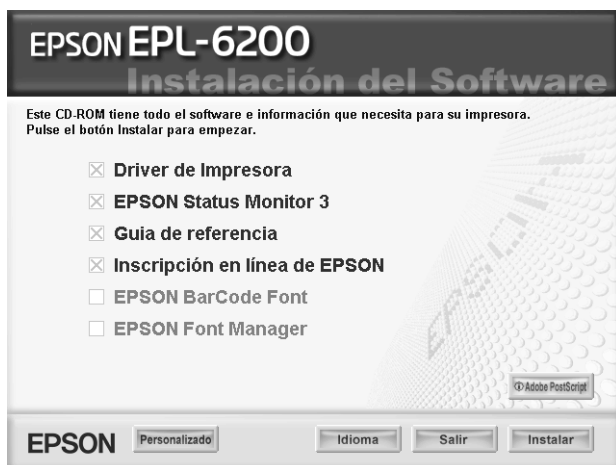 EPSON EPL-6200
Instalación del Software
Este CD-ROM tiene todo el software e información que necesita para su impresora.
Pulse el botón Instalar para empezar.
Driver de Impresora
EPSON Status Monitor 3
Guia de referencia
Inscripción en línea de EPSON
EPSON BarCode Font
EPSON Font Manager
EPSON
Adobe PostScript
EPSON
Personalizado
Idioma
Salir
Instalar